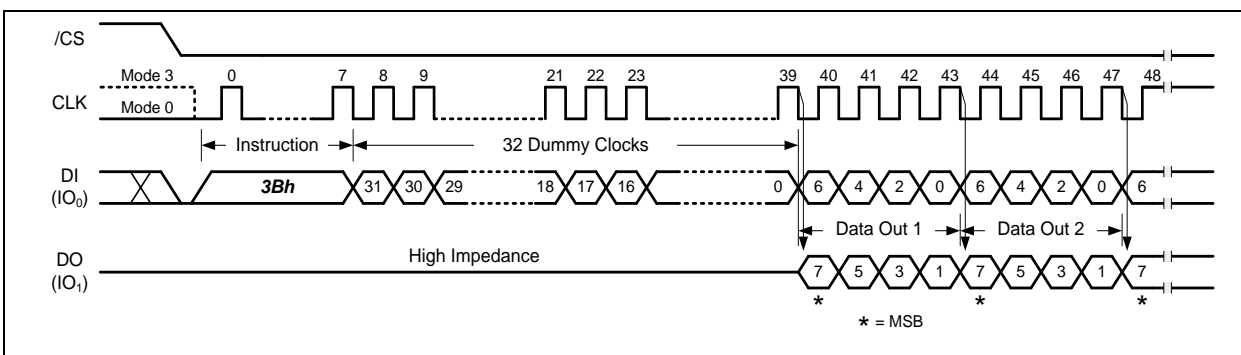 /CS
Mode 3 0 7 8 9 21 22 23 39 40 41 42 43 44 45 46 47 48
CLK
Mode 0
Instruction 32 Dummy Clocks
DI
(IO0)
3Bh 31 30 29 18 17 16 0 6 4 2 0 6 4 2 0 6
Data Out 1 Data Out 2
High Impedance
DO
(IO1)
7 5 3 1 7 5 3 1 7
* * *
* = MSB